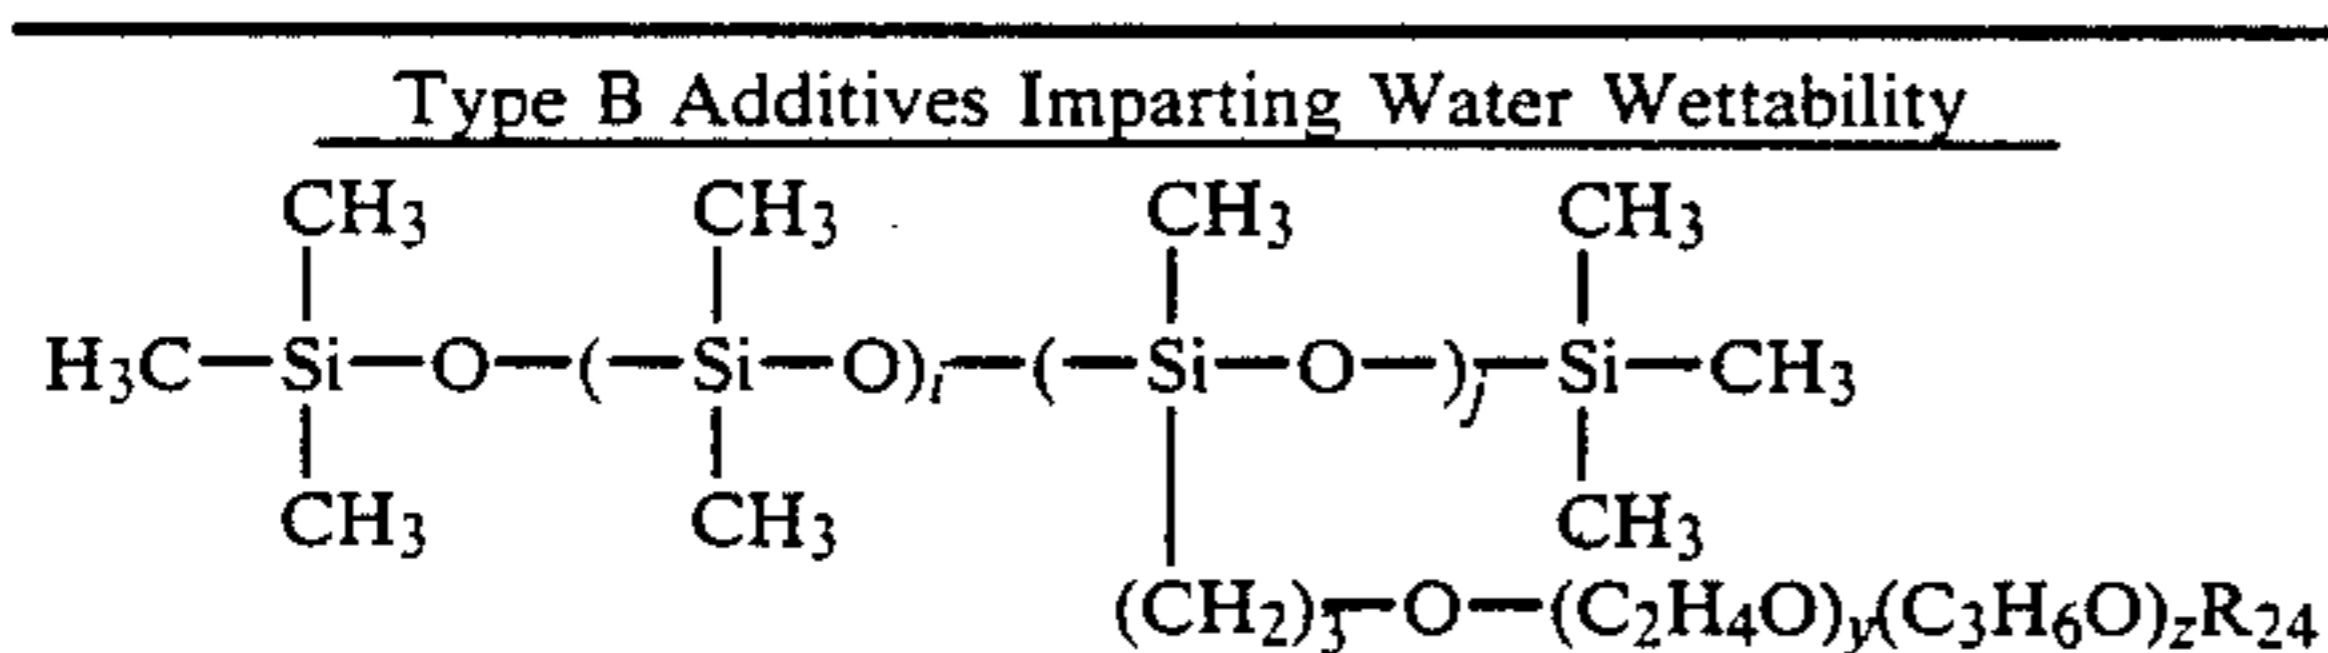 Type B Additives Imparting Water Wettability
CH3 CH3 CH3 CH3
H3C—Si—O—(—Si—O)i—(—Si—O—)j—Si—CH3
CH3 CH3 CH3
(CH2)3—O—(C2H4O)y(C3H6O)zR24